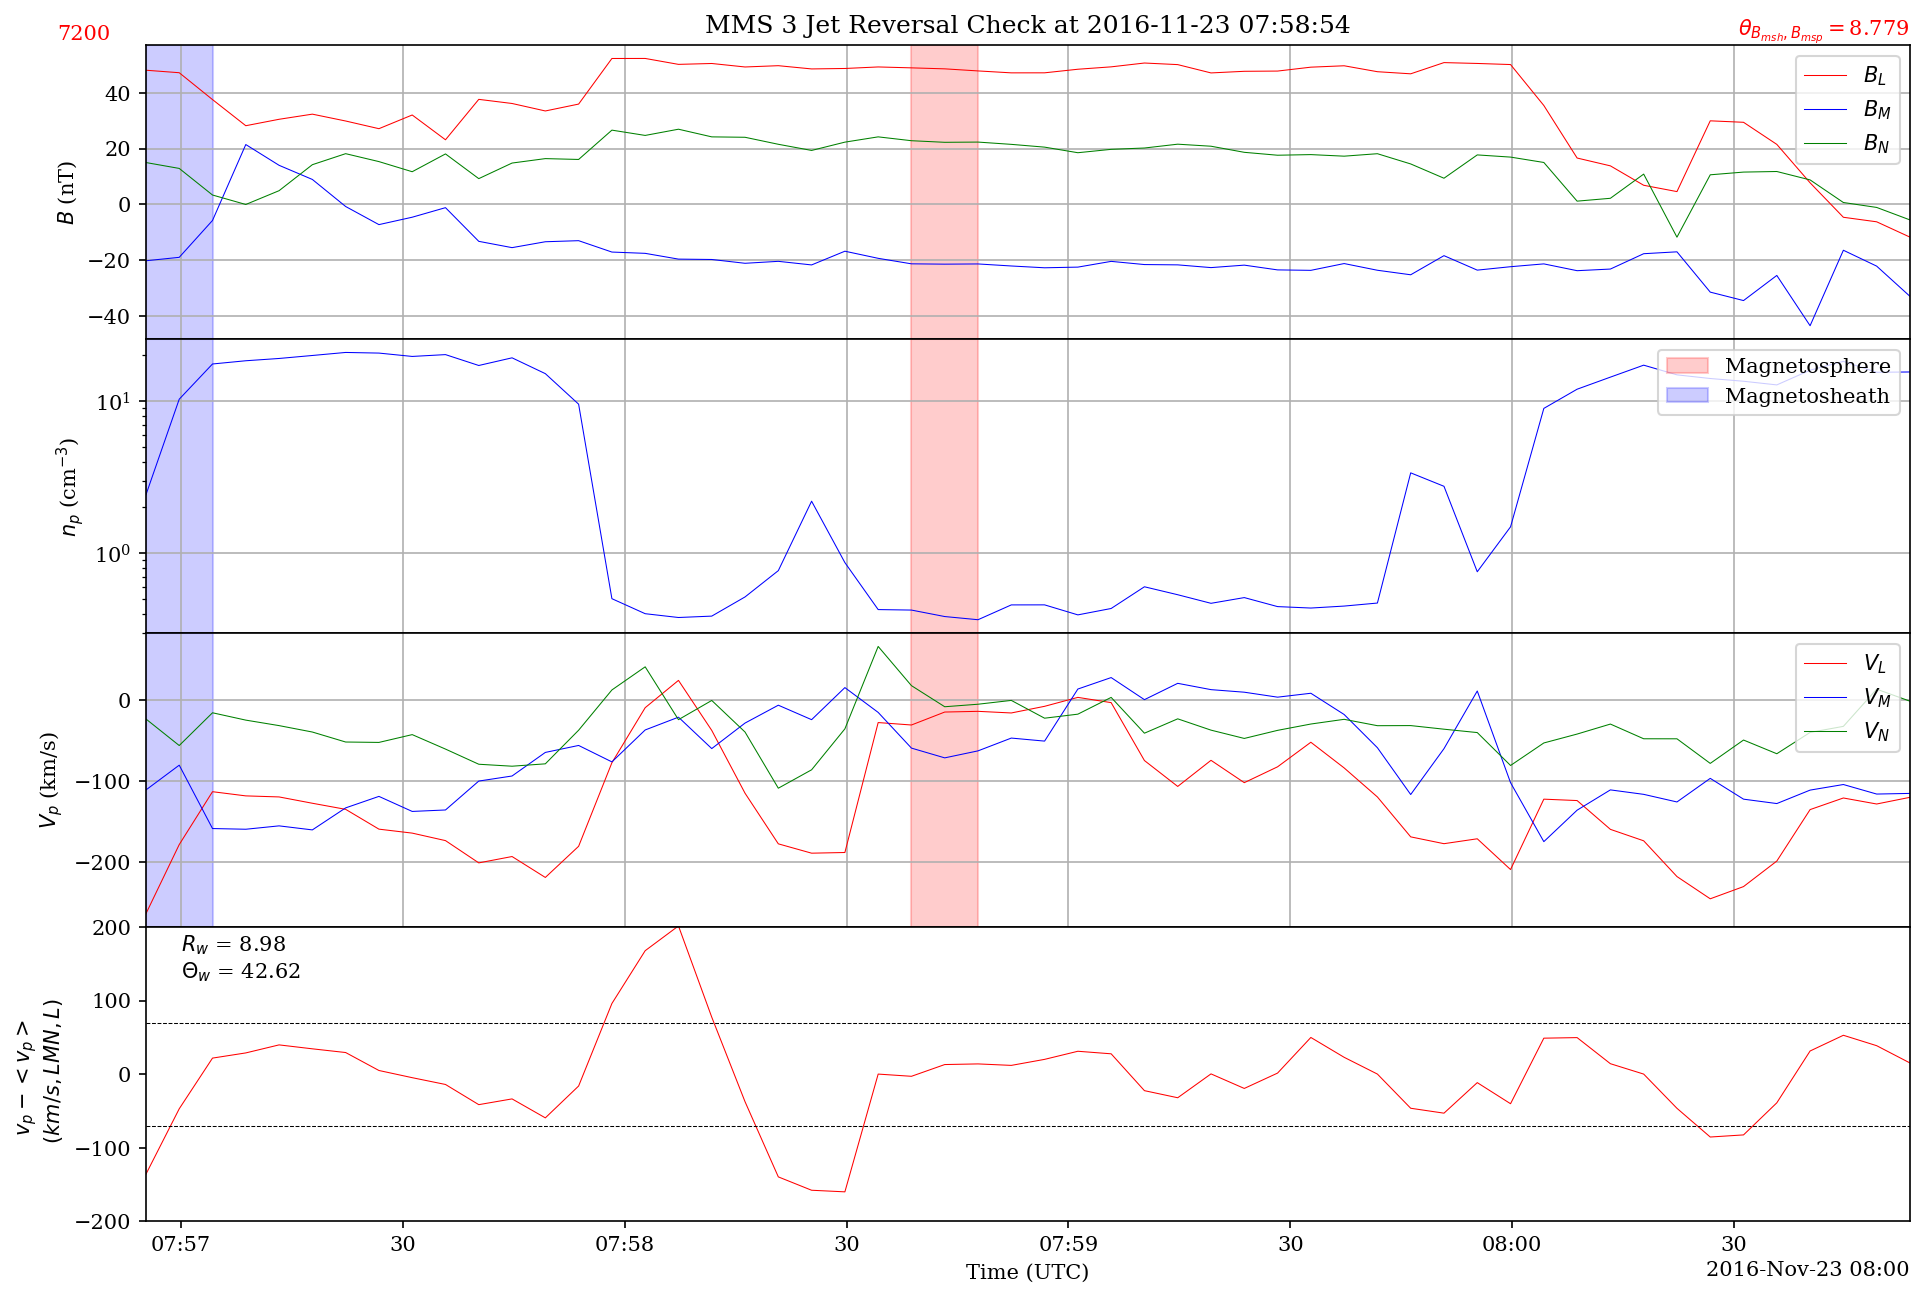 7200
MMS 3 Jet Reversal Check at 2016-11-23 07:58:54
θ_{B_{msh}, B_{msp}} = 8.779
B (nT)
40
20
0
−20
−40
B_L
B_M
B_N
n_p (cm^{−3})
10^1
10^0
Magnetosphere
Magnetosheath
V_p (km/s)
0
−100
−200
V_L
V_M
V_N
v_p − < v_p >
(km/s, LMN, L)
200
100
0
−100
−200
R_w = 8.98
Θ_w = 42.62
07:57
30
07:58
30
07:59
30
08:00
30
Time (UTC)
2016-Nov-23 08:00